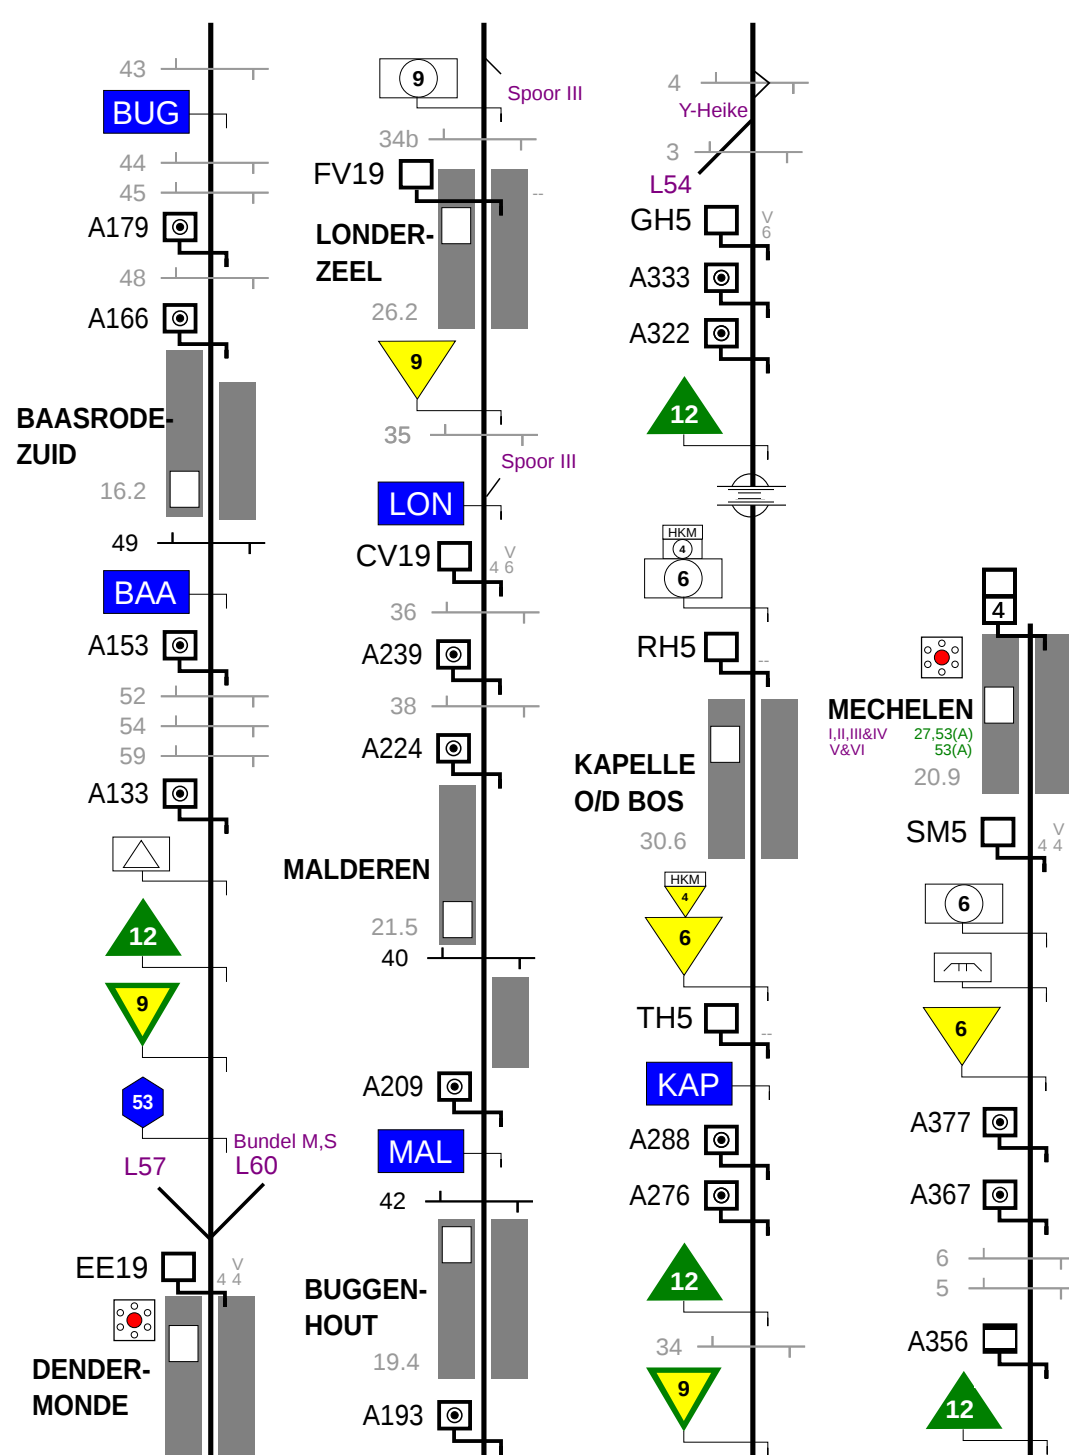 43
BUG
44
45
A179
48
A166
BAASRODE-
ZUID
16.2
49
BAA
A153
52
54
59
A133
12
9
53
Bundel M,S
L57
L60
EE19
V
4 4
DENDER-
MONDE
9
Spoor III
34b
FV19
--
LONDER-
ZEEL
26.2
9
35
Spoor III
LON
CV19
V
4 6
36
A239
38
A224
MALDEREN
21.5
40
A209
MAL
42
BUGGEN-
HOUT
19.4
A193
4
Y-Heike
3
L54
GH5
V
6
A333
A322
12
HKM
4
6
RH5
--
KAPELLE
O/D BOS
30.6
HKM
4
6
TH5
--
KAP
A288
A276
12
34
9
4
MECHELEN
I,II,III&IV 27,53(A)
V&VI 53(A)
20.9
SM5
V
4 4
6
6
A377
A367
6
5
A356
12